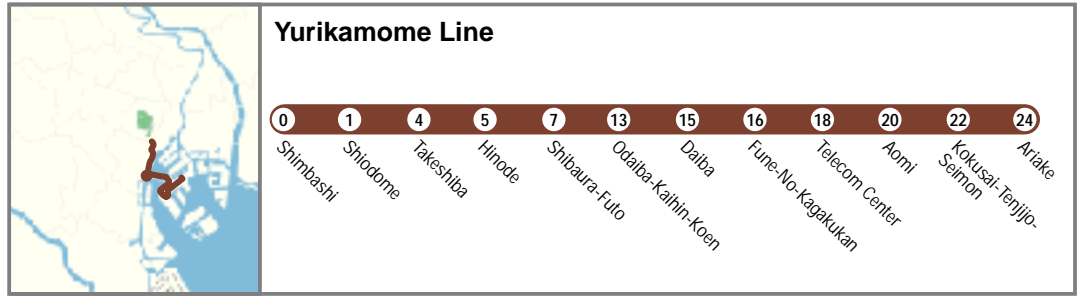 Yurikamome Line
0 1 4 5 7 13 15 16 18 20 22 24
Shimbashi
Shiodome
Takeshiba
Hinode
Shibaura-Futo
Odaiba-Kaihin-Koen
Daiba
Fune-No-Kagakukan
Telecom Center
Aomi
Kokusai-Tenjijo-
Seimon
Ariake